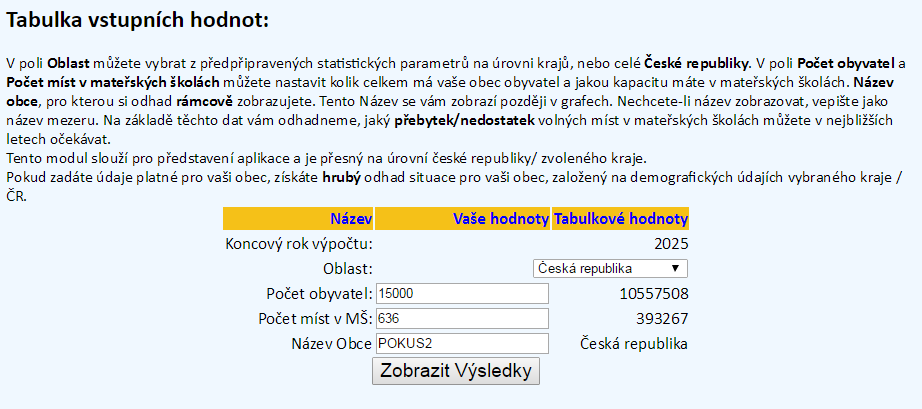 Tabulka vstupních hodnot:
V poli Oblast můžete vybrat z předpřipravených statistických parametrů na úrovni krajů, nebo celé České republiky. V poli Počet obyvatel a
Počet míst v mateřských školách můžete nastavit kolik celkem má vaše obec obyvatel a jakou kapacitu máte v mateřských školách. Název
obce, pro kterou si odhad rámcově zobrazujete. Tento Název se vám zobrazí později v grafech. Nechcete-li název zobrazovat, vepište jako
název mezeru. Na základě těchto dat vám odhadneme, jaký přebytek/nedostatek volných míst v mateřských školách můžete v nejbližších
letech očekávat.
Tento modul slouží pro představení aplikace a je přesný na úrovní české republiky/ zvoleného kraje.
Pokud zadáte údaje platné pro vaši obec, získáte hrubý odhad situace pro vaši obec, založený na demografických údajích vybraného kraje /
ČR.
Název Vaše hodnoty Tabulkové hodnoty
Koncový rok výpočtu: 2025
Oblast: Česká republika
Počet obyvatel: 15000 10557508
Počet míst v MŠ: 636 393267
Název Obce POKUS2 Česká republika
Zobrazit Výsledky